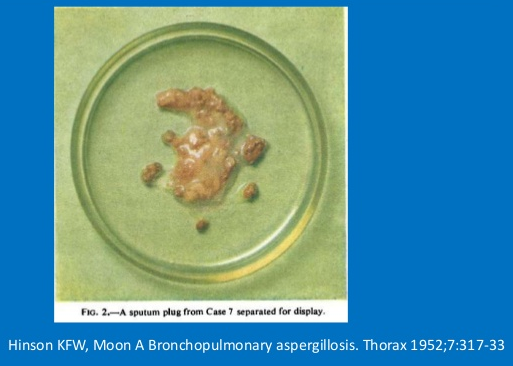 FIG. 2.—A sputum plug from Case 7 separated for display.
Hinson KFW, Moon A Bronchopulmonary aspergillosis. Thorax 1952;7:317-33